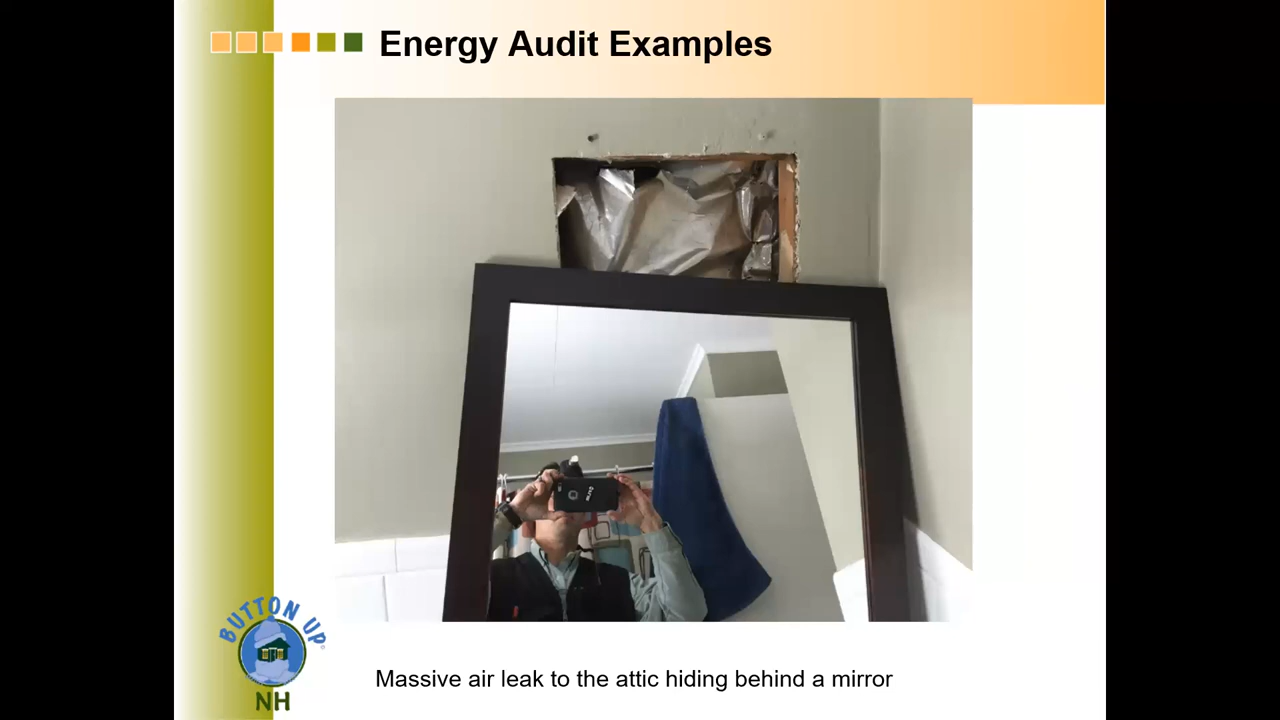 Energy Audit Examples
BUTTON UP
NH
Massive air leak to the attic hiding behind a mirror